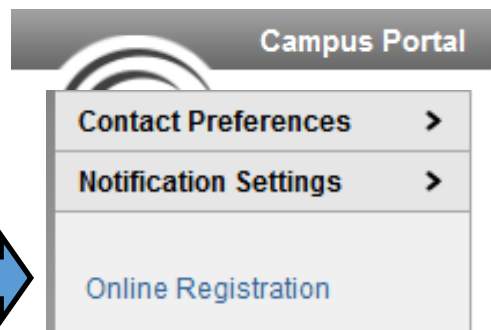 Campus Portal
Contact Preferences >
Notification Settings >
Online Registration